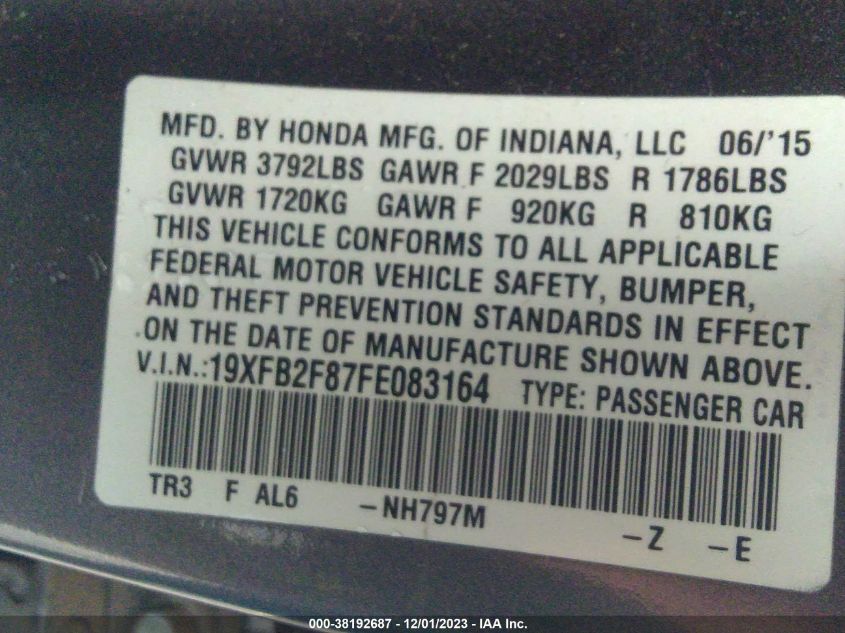 MFD. BY HONDA MFG. OF INDIANA, LLC 06/'15
GVWR 3792LBS GAWR F 2029LBS R 1786LBS
GVWR 1720KG GAWR F 920KG R 810KG
THIS VEHICLE CONFORMS TO ALL APPLICABLE
FEDERAL MOTOR VEHICLE SAFETY, BUMPER,
AND THEFT PREVENTION STANDARDS IN EFFECT
ON THE DATE OF MANUFACTURE SHOWN ABOVE.
V.I.N.:19XFB2F87FE083164 TYPE: PASSENGER CAR
TR3 F AL6 –NH797M –Z –E
000-38192687 - 12/01/2023 - IAA Inc.